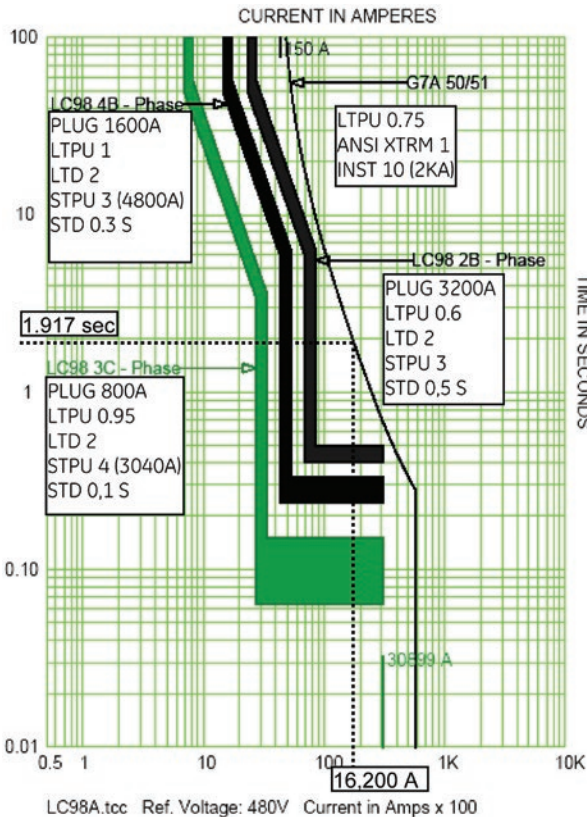 CURRENT IN AMPERES
100
150 A
G7A 50/51
LC98 4B - Phase
PLUG 1600A
LTPU 1
LTD 2
STPU 3 (4800A)
STD 0.3 S
LTPU 0.75
ANSI XTRM 1
INST 10 (2KA)
10
LC98 2B - Phase
PLUG 3200A
LTPU 0.6
LTD 2
STPU 3
STD 0,5 S
TIME IN SECONDS
1.917 sec
LC98 3C - Phase
1
PLUG 800A
LTPU 0.95
LTD 2
STPU 4 (3040A)
STD 0,1 S
0.10
30899 A
0.01
0.5 1 10 100 1K 10K
16,200 A
LC98A.tcc Ref. Voltage: 480V Current in Amps x 100